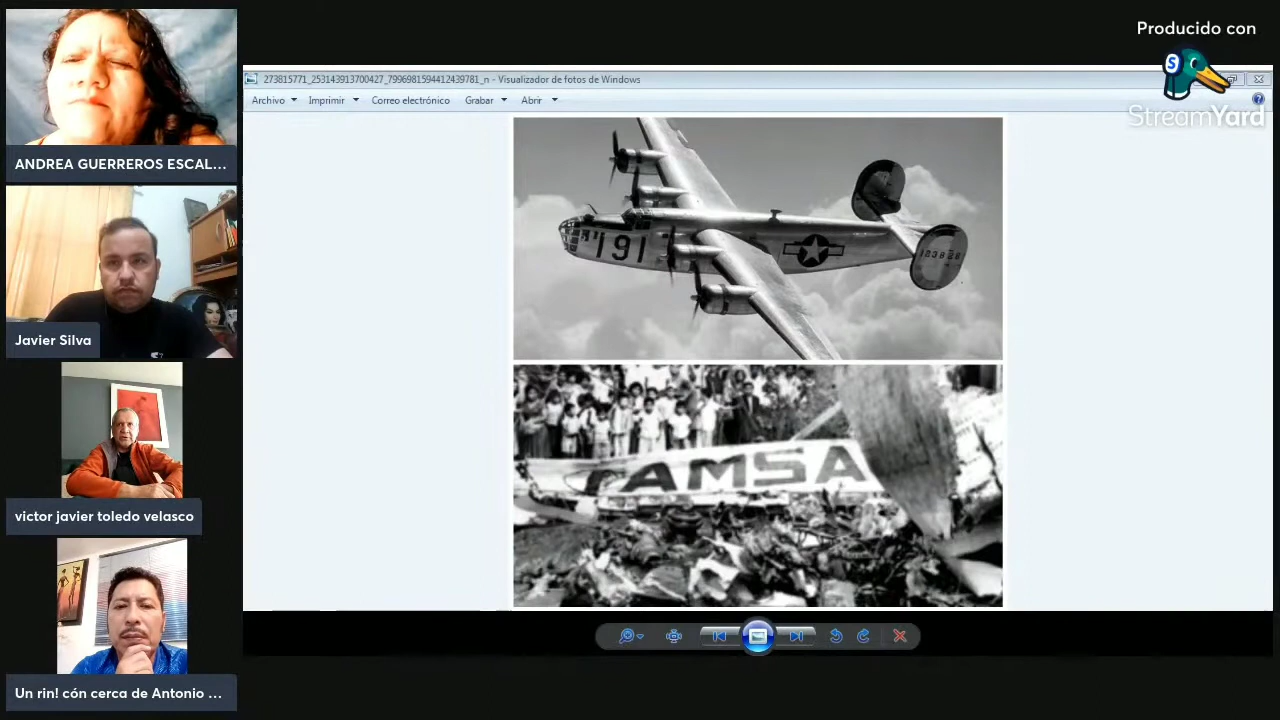 Producido con
StreamYard
ANDREA GUERREROS ESCAL...
Javier Silva
victor javier toledo velasco
Un rin! cón cerca de Antonio ...
273815771_253143913700427_7996981594412439781_n - Visualizador de fotos de Windows
Archivo Imprimir Correo electrónico Grabar Abrir
191
TAMSA